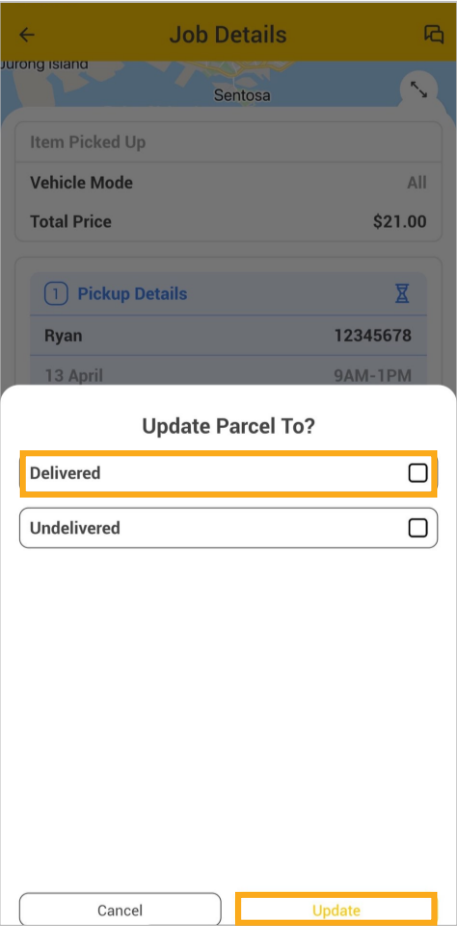 Job Details
Jurong Island
Sentosa
Item Picked Up
Vehicle Mode All
Total Price $21.00
1 Pickup Details
Ryan 12345678
13 April 9AM-1PM
Update Parcel To?
Delivered
Undelivered
Cancel Update